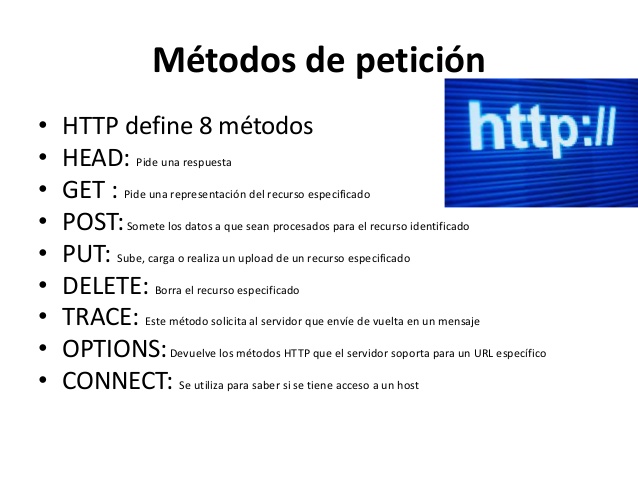 Métodos de petición
http://
• HTTP define 8 métodos
• HEAD: Pide una respuesta
• GET : Pide una representación del recurso especificado
• POST: Somete los datos a que sean procesados para el recurso identificado
• PUT: Sube, carga o realiza un upload de un recurso especificado
• DELETE: Borra el recurso especificado
• TRACE: Este método solicita al servidor que envíe de vuelta en un mensaje
• OPTIONS: Devuelve los métodos HTTP que el servidor soporta para un URL específico
• CONNECT: Se utiliza para saber si se tiene acceso a un host